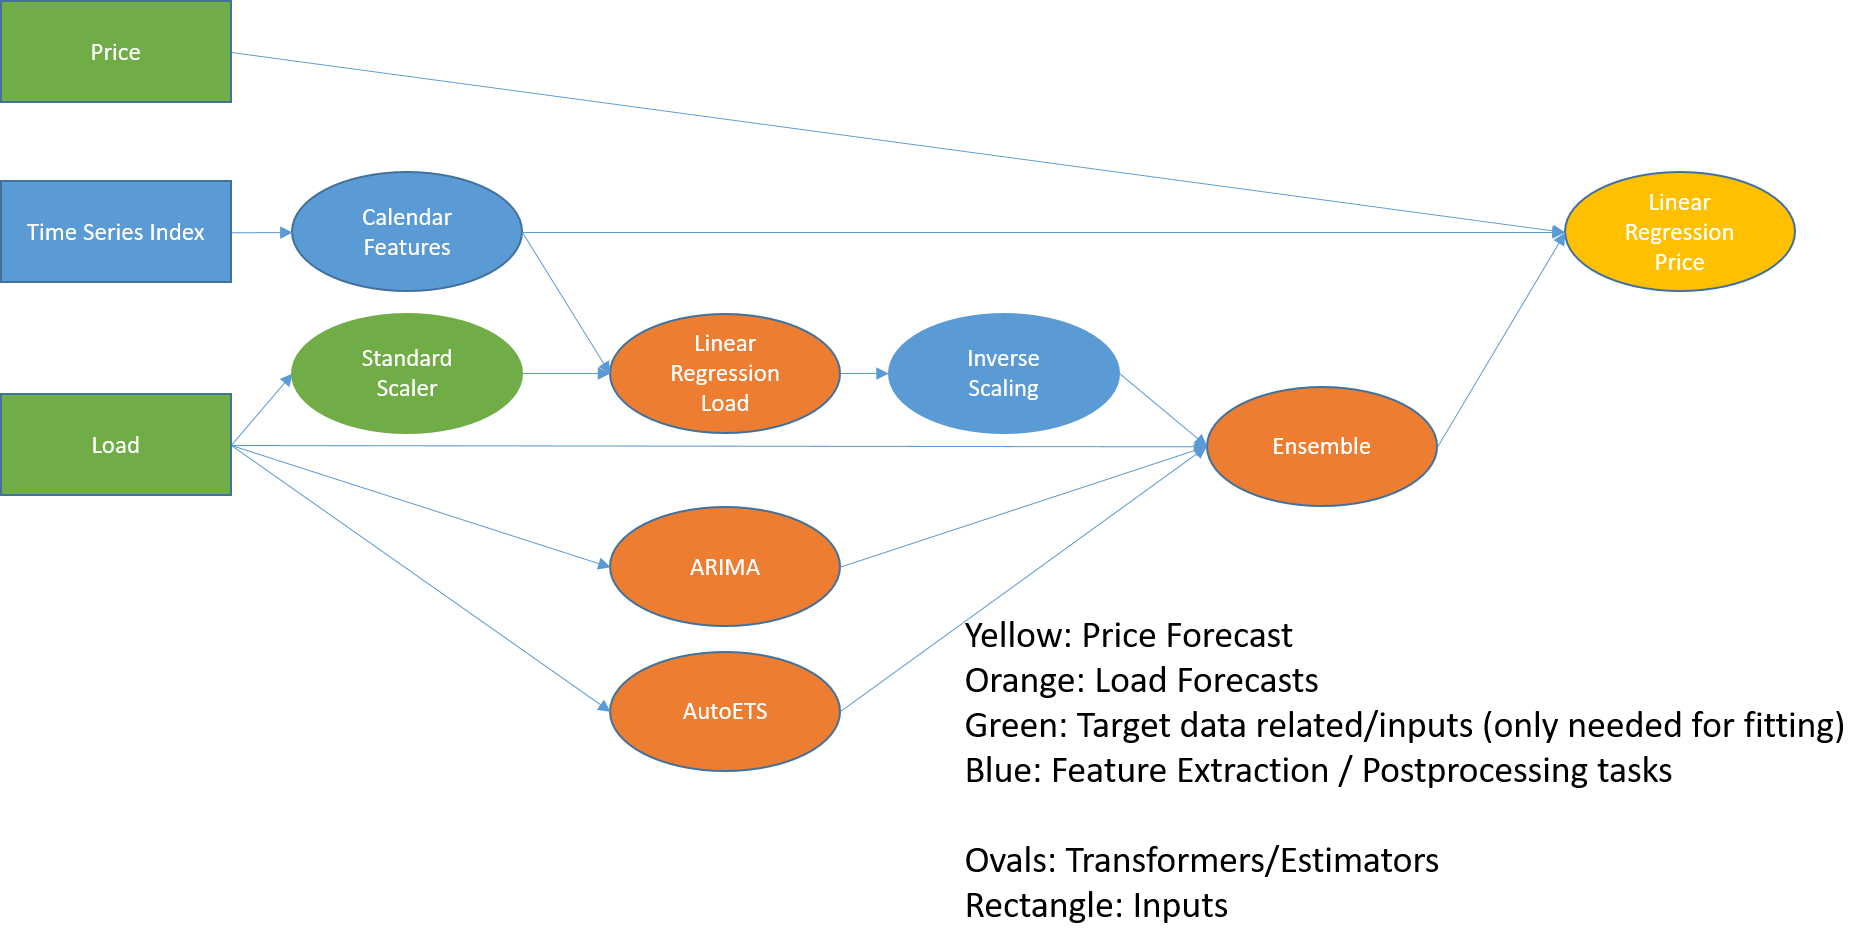 Price
Time Series Index
Calendar
Features
Linear
Regression
Price
Standard
Scaler
Linear
Regression
Load
Inverse
Scaling
Load
Ensemble
ARIMA
AutoETS
Yellow: Price Forecast
Orange: Load Forecasts
Green: Target data related/inputs (only needed for fitting)
Blue: Feature Extraction / Postprocessing tasks
Ovals: Transformers/Estimators
Rectangle: Inputs